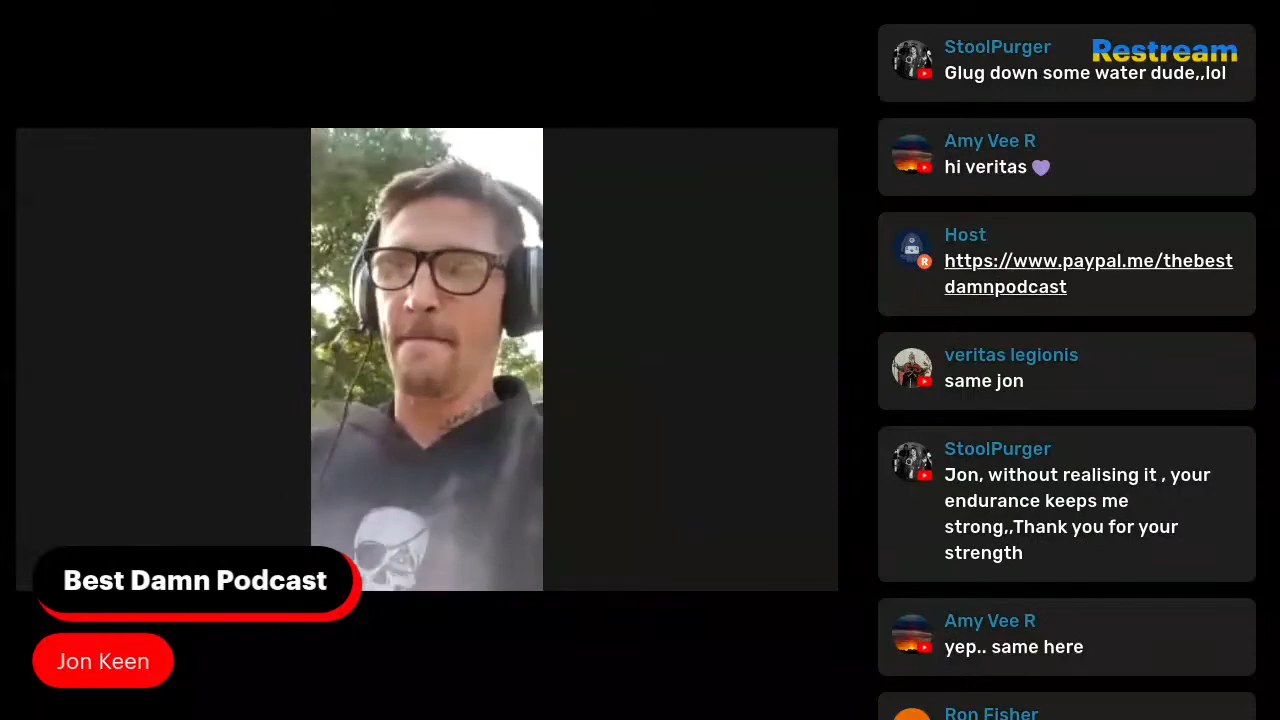 StoolPurger
Restream
Glug down some water dude,,lol
Amy Vee R
hi veritas 💜
Host
https://www.paypal.me/thebest
damnpodcast
veritas legionis
same jon
StoolPurger
Jon, without realising it , your
endurance keeps me
strong,,Thank you for your
strength
Amy Vee R
yep.. same here
Ron Fisher
Best Damn Podcast
Jon Keen